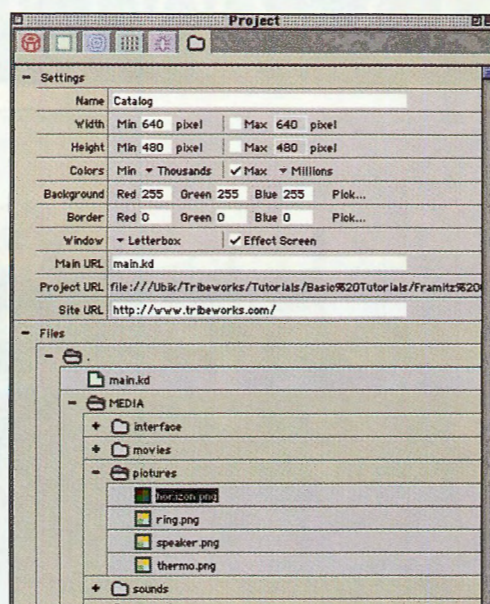 Project
Settings
Name Catalog
Width Min 640 pixel Max 640 pixel
Height Min 480 pixel Max 480 pixel
Colors Min Thousands Max Millions
Background Red 255 Green 255 Blue 255 Pick...
Border Red 0 Green 0 Blue 0 Pick...
Window Letterbox Effect Screen
Main URL main.kd
Project URL file:///Ubik/Tribeworks/Tutorials/Basic%20Tutorials/Framitz%20
Site URL http://www.tribeworks.com/
Files
.
main.kd
MEDIA
interface
movies
pictures
horizon.png
ring.png
speaker.png
thermo.png
sounds